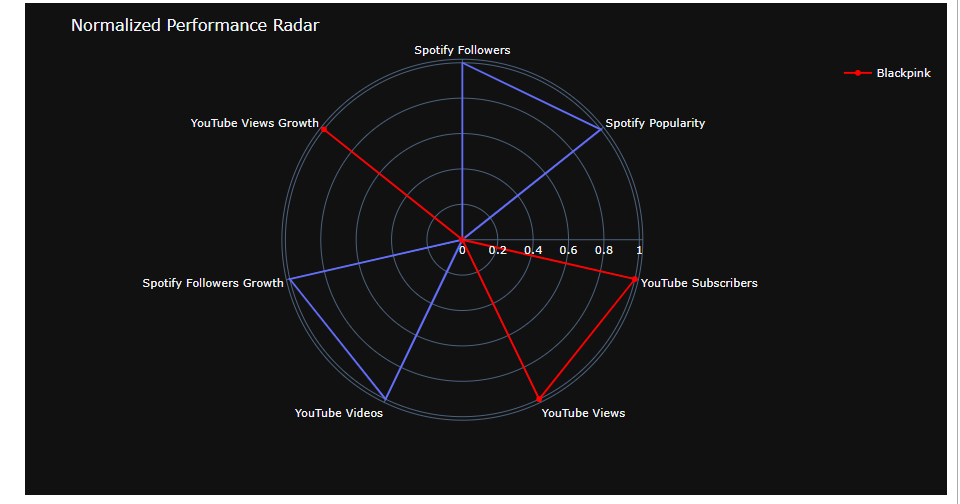 Normalized Performance Radar
Spotify Followers
Blackpink
YouTube Views Growth
Spotify Popularity
0 0.2 0.4 0.6 0.8 1
Spotify Followers Growth
YouTube Subscribers
YouTube Videos
YouTube Views